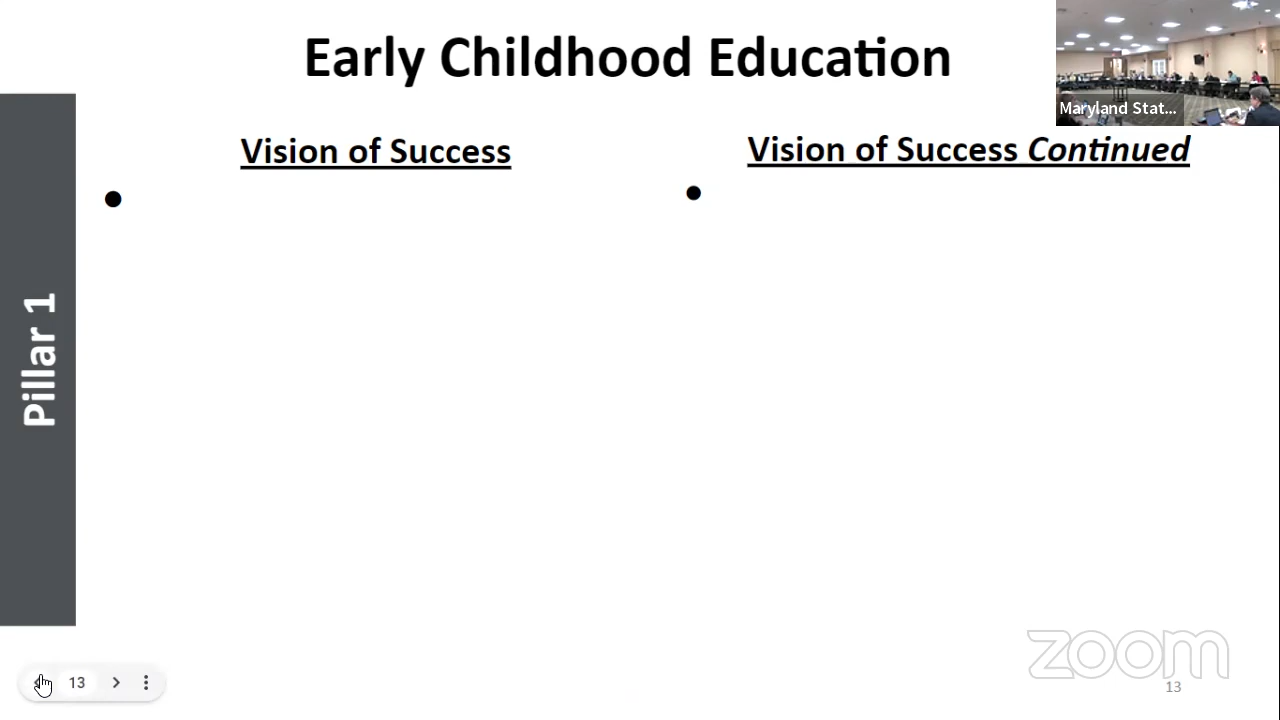 Early Childhood Education
Maryland Stat...
Vision of Success
Vision of Success Continued
•
•
Pillar 1
zoom
13
13